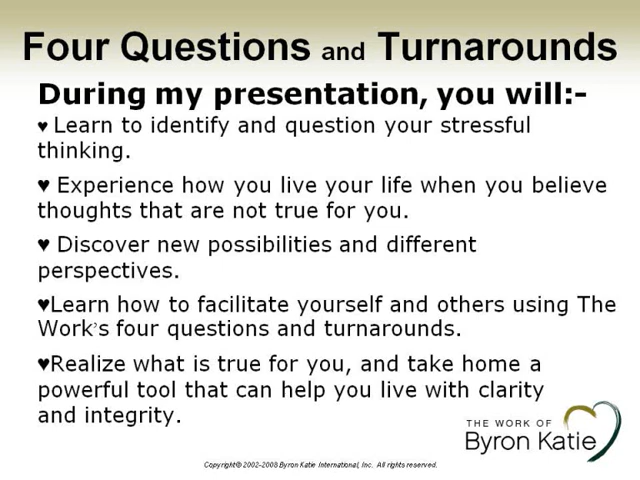 Four Questions and Turnarounds
During my presentation, you will:-
♥ Learn to identify and question your stressful
thinking.
♥ Experience how you live your life when you believe
thoughts that are not true for you.
♥ Discover new possibilities and different
perspectives.
♥Learn how to facilitate yourself and others using The
Work's four questions and turnarounds.
♥Realize what is true for you, and take home a
powerful tool that can help you live with clarity
and integrity.
THE WORK OF
Byron Katie
Copyright© 2002-2008 Byron Katie International, Inc. All rights reserved.